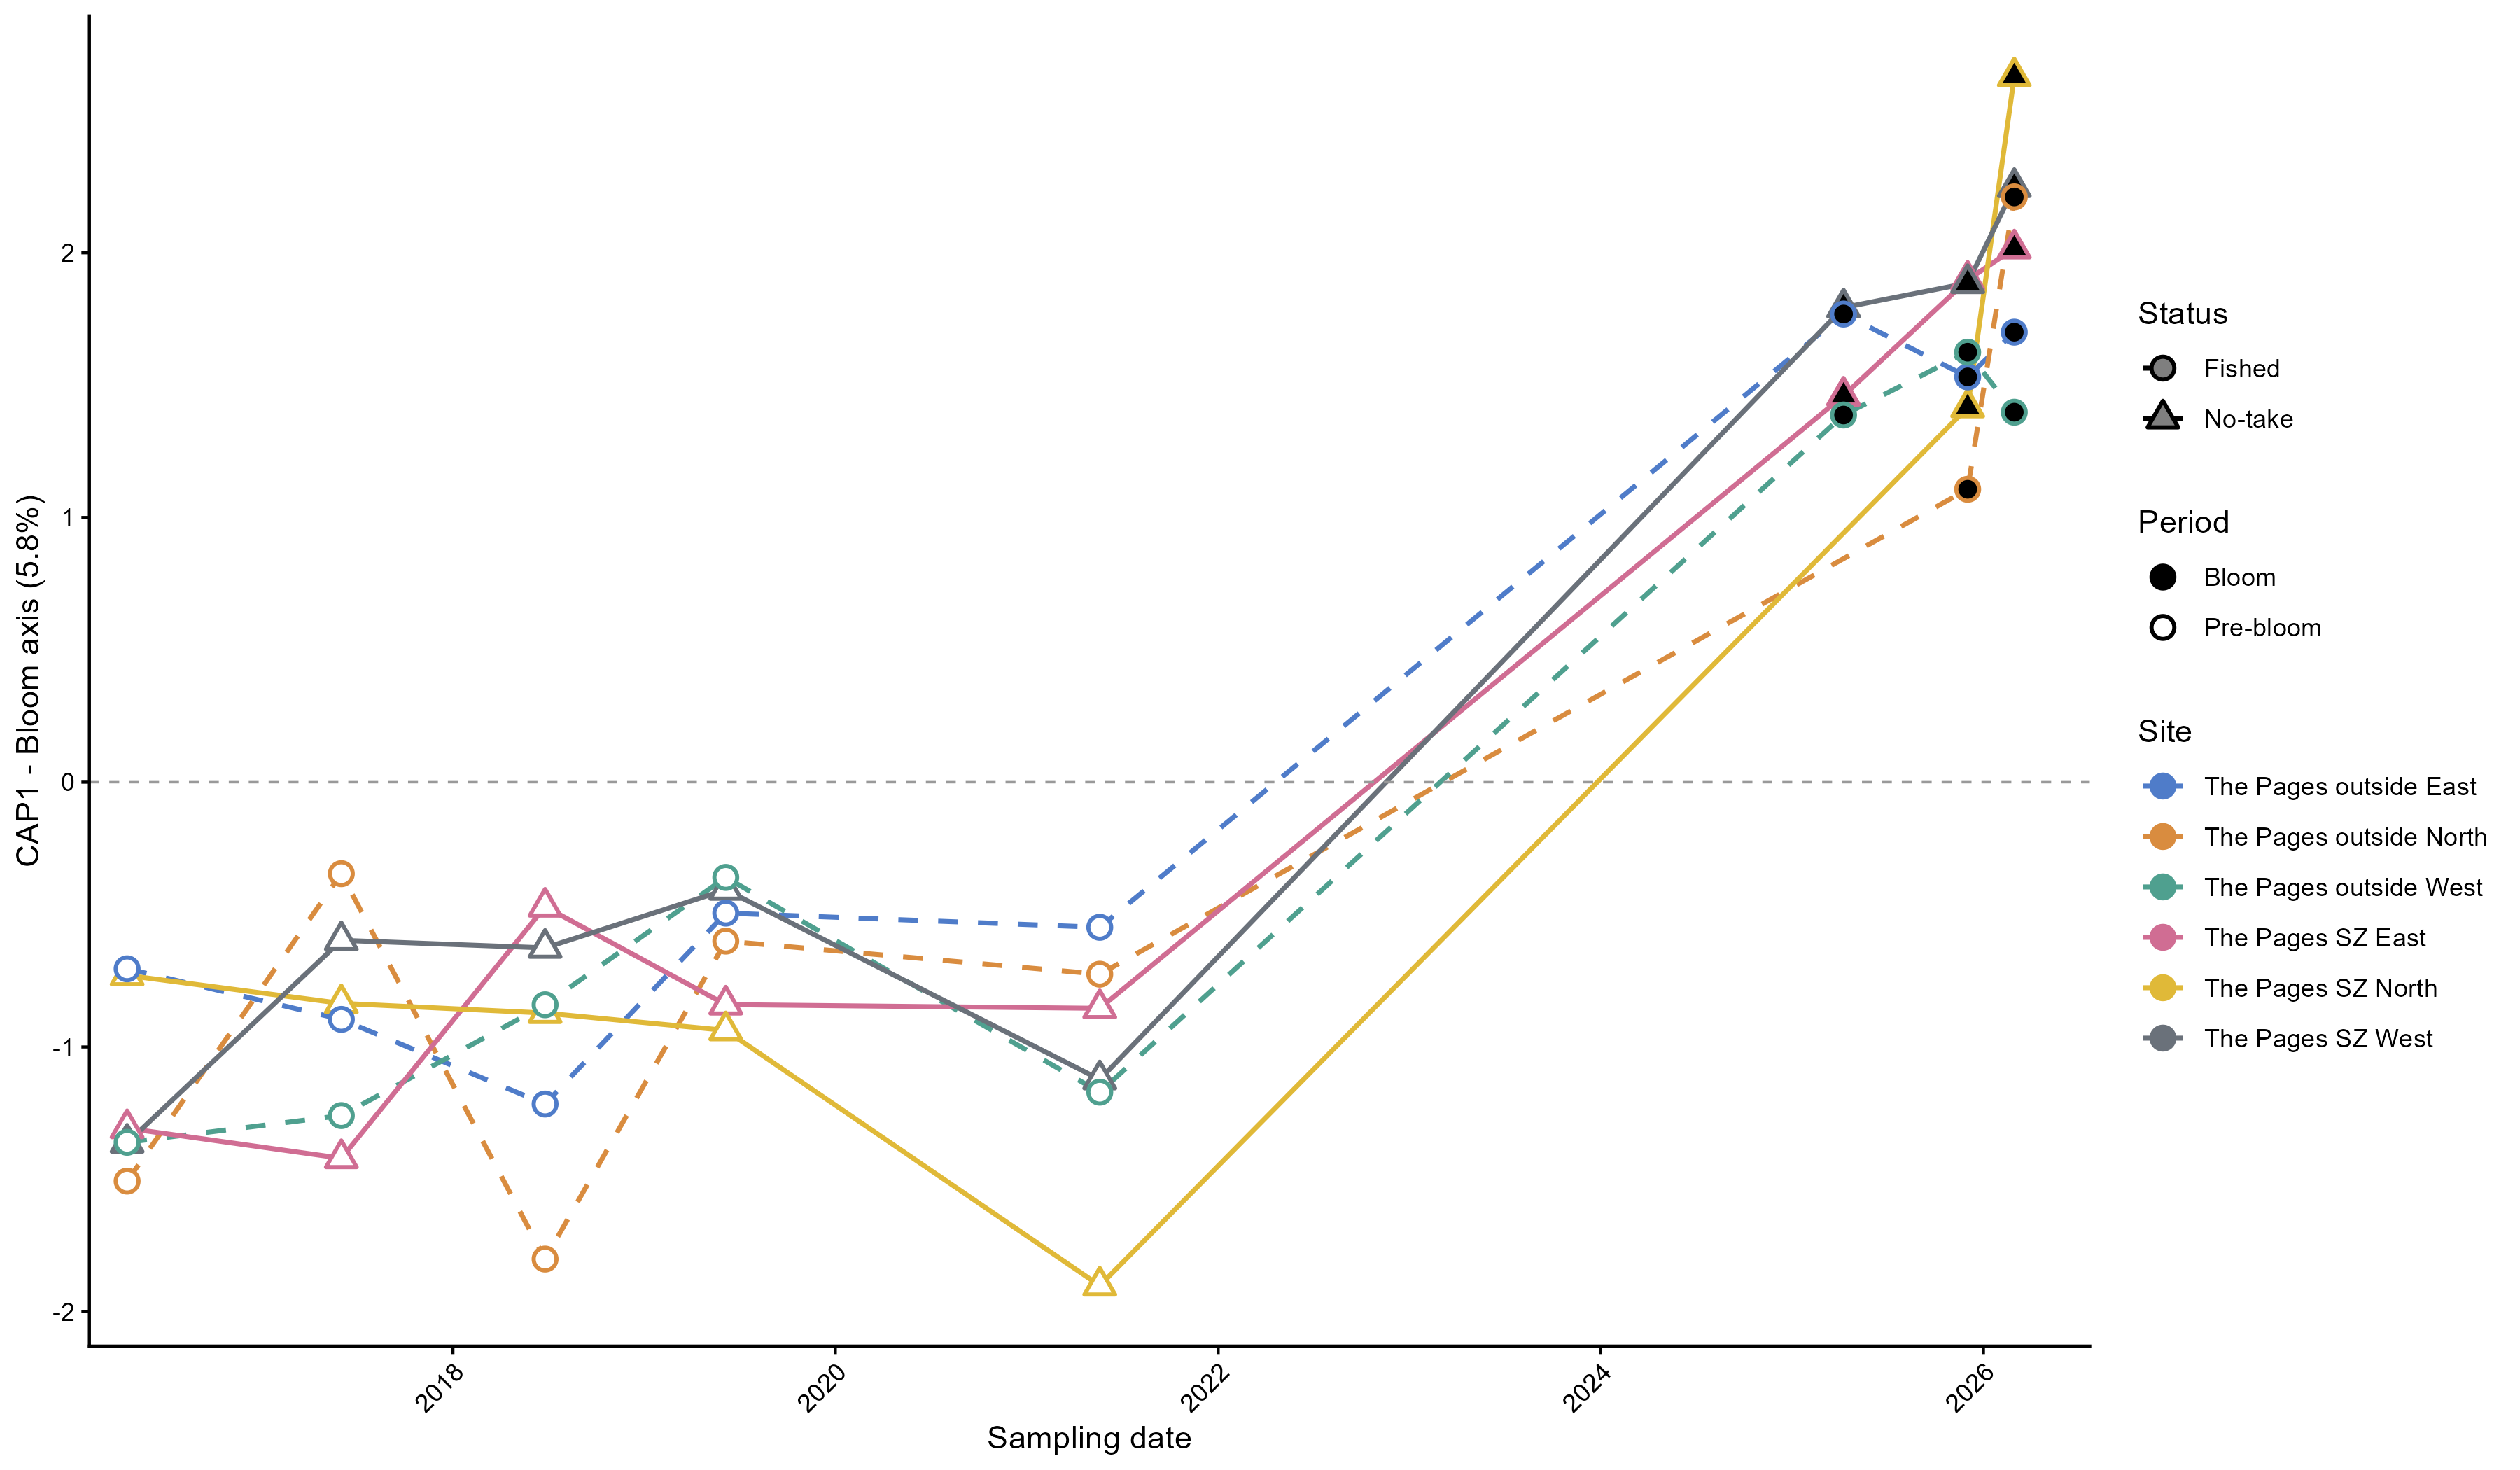 CAP1 - Bloom axis (5.8%)
2
1
0
-1
-2
2018
2020
2022
2024
2026
Sampling date
Status
Fished
No-take
Period
Bloom
Pre-bloom
Site
The Pages outside East
The Pages outside North
The Pages outside West
The Pages SZ East
The Pages SZ North
The Pages SZ West